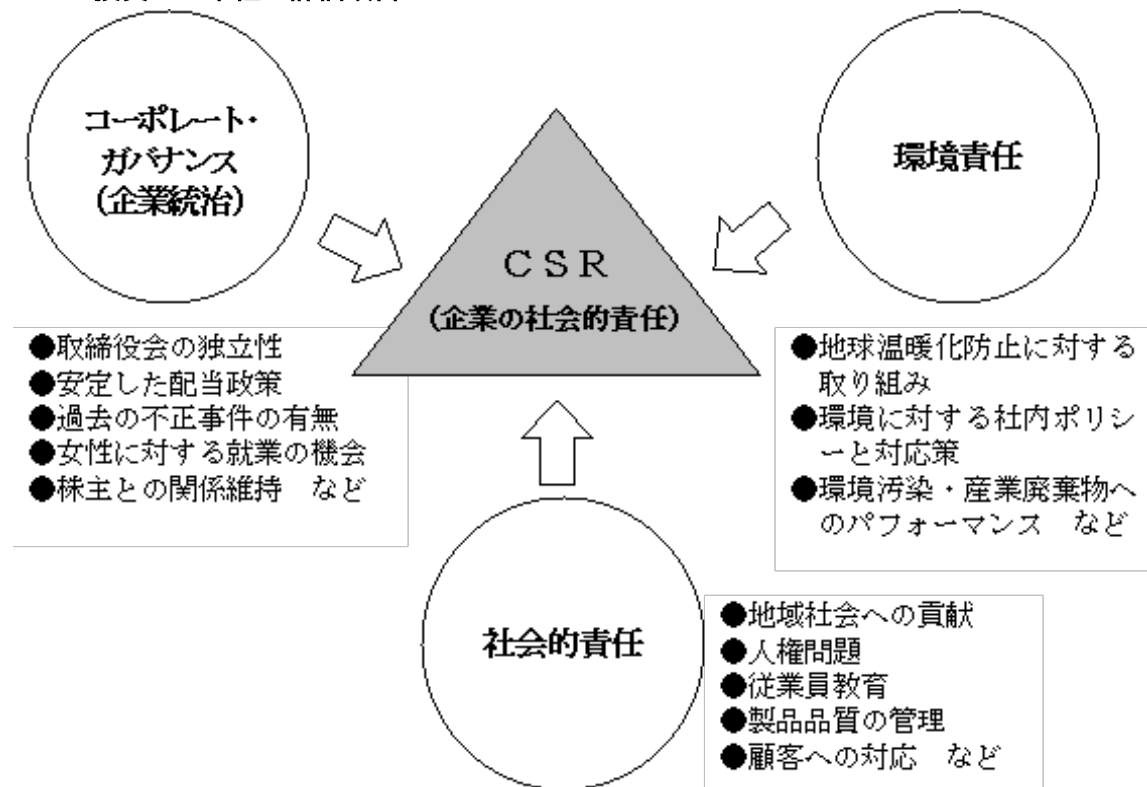 コーポレート・
ガバナンス
（企業統治）
環境責任
ＣＳＲ
（企業の社会的責任）
●取締役会の独立性
●安定した配当政策
●過去の不正事件の有無
●女性に対する就業の機会
●株主との関係維持　など
●地球温暖化防止に対する
取り組み
●環境に対する社内ポリシ
ーと対応策
●環境汚染・産業廃棄物へ
のパフォーマンス　など
社会的責任
●地域社会への貢献
●人権問題
●従業員教育
●製品品質の管理
●顧客への対応　など